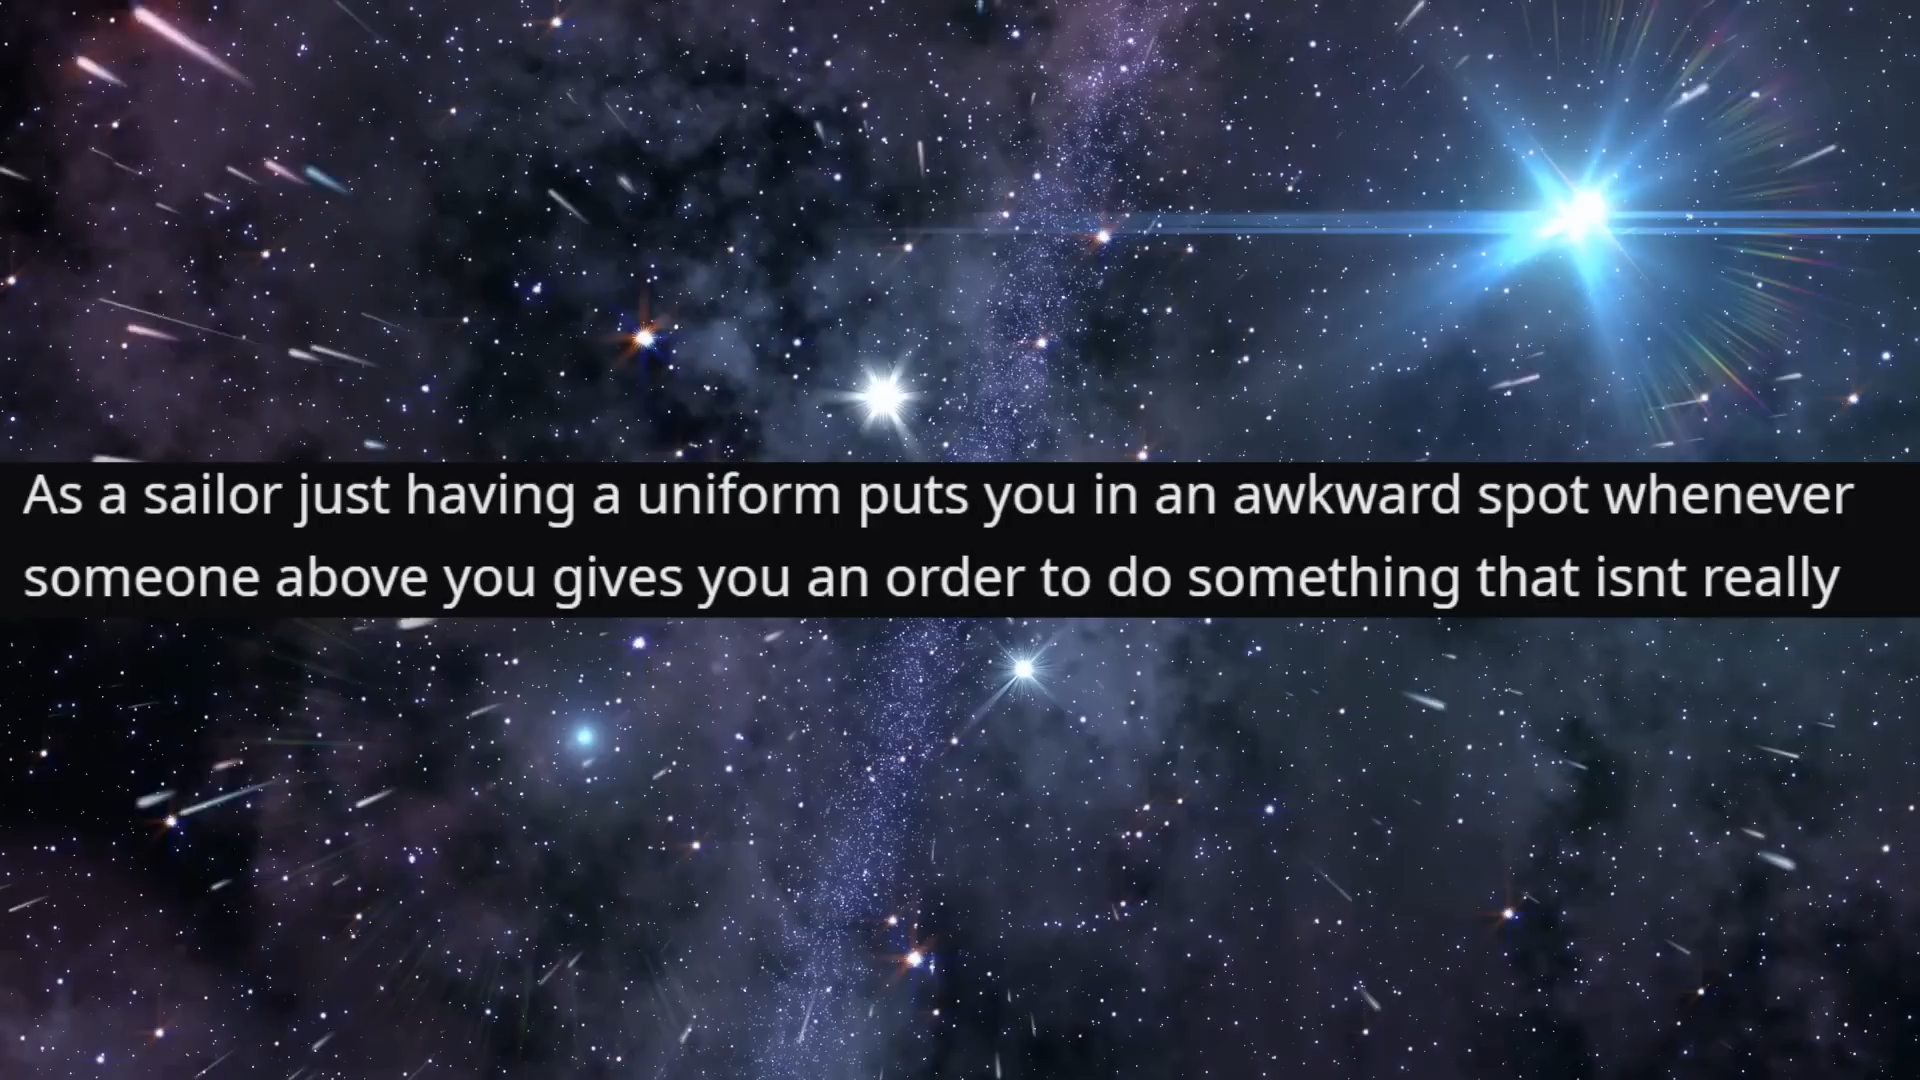 As a sailor just having a uniform puts you in an awkward spot whenever
someone above you gives you an order to do something that isnt really